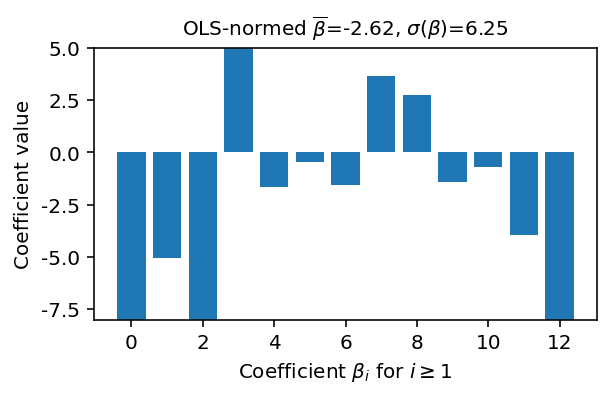 OLS-normed β̅=-2.62, σ(β)=6.25
Coefficient value
5.0
2.5
0.0
-2.5
-5.0
-7.5
0 2 4 6 8 10 12
Coefficient βᵢ for i ≥ 1